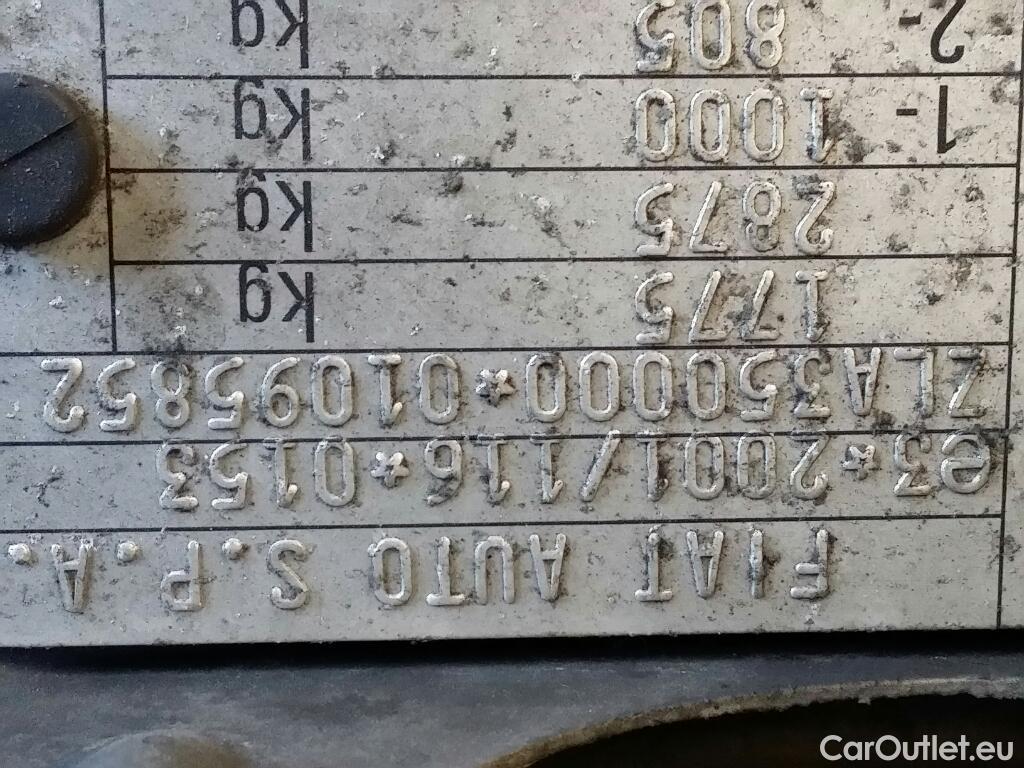 FIAT AUTO S.P.A.
e3*2001/116*0153
ZLA350000*01095852
1775 kg
2875 kg
1- 1000 kg
2- 805 kg
CarOutlet.eu